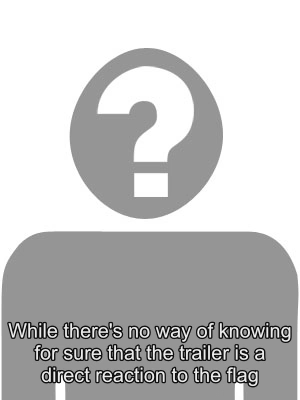 ?
While there's no way of knowing
for sure that the trailer is a
direct reaction to the flag